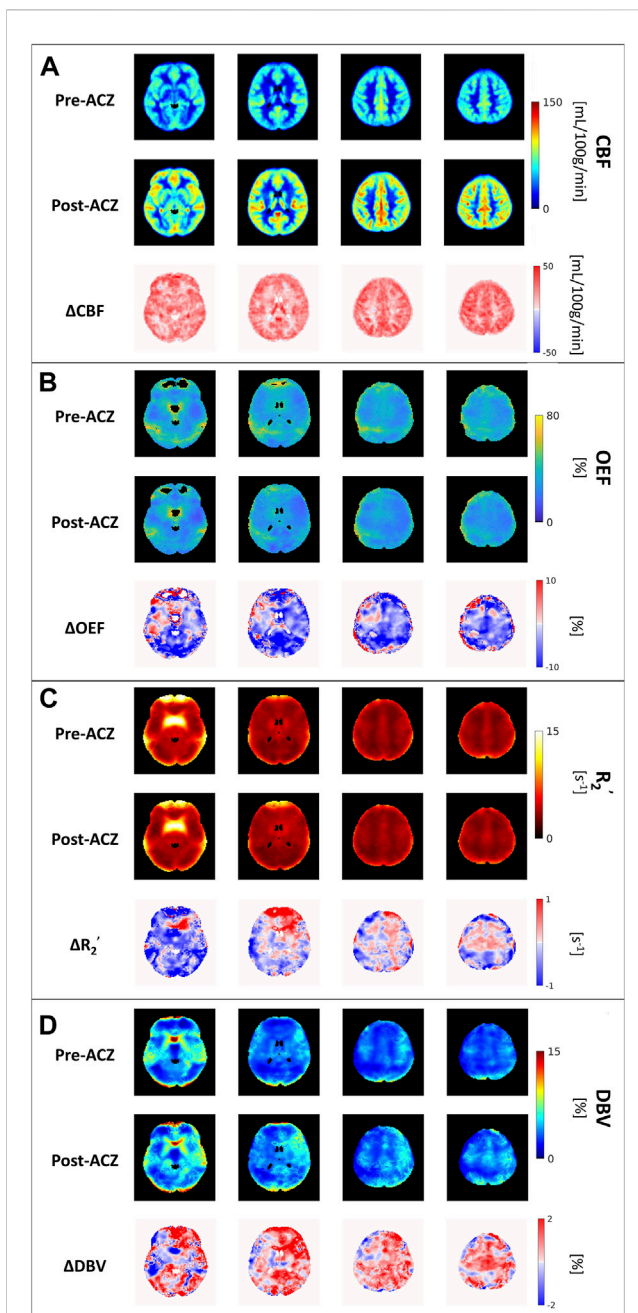 A
Pre-ACZ
150
0
[mL/100g/min]
CBF
Post-ACZ
ΔCBF
50
-50
[mL/100g/min]
B
Pre-ACZ
80
0
[%]
OEF
Post-ACZ
ΔOEF
10
-10
[%]
C
Pre-ACZ
15
0
[s⁻¹]
R₂′
Post-ACZ
ΔR₂′
1
-1
[s⁻¹]
D
Pre-ACZ
15
0
[%]
DBV
Post-ACZ
ΔDBV
2
-2
[%]